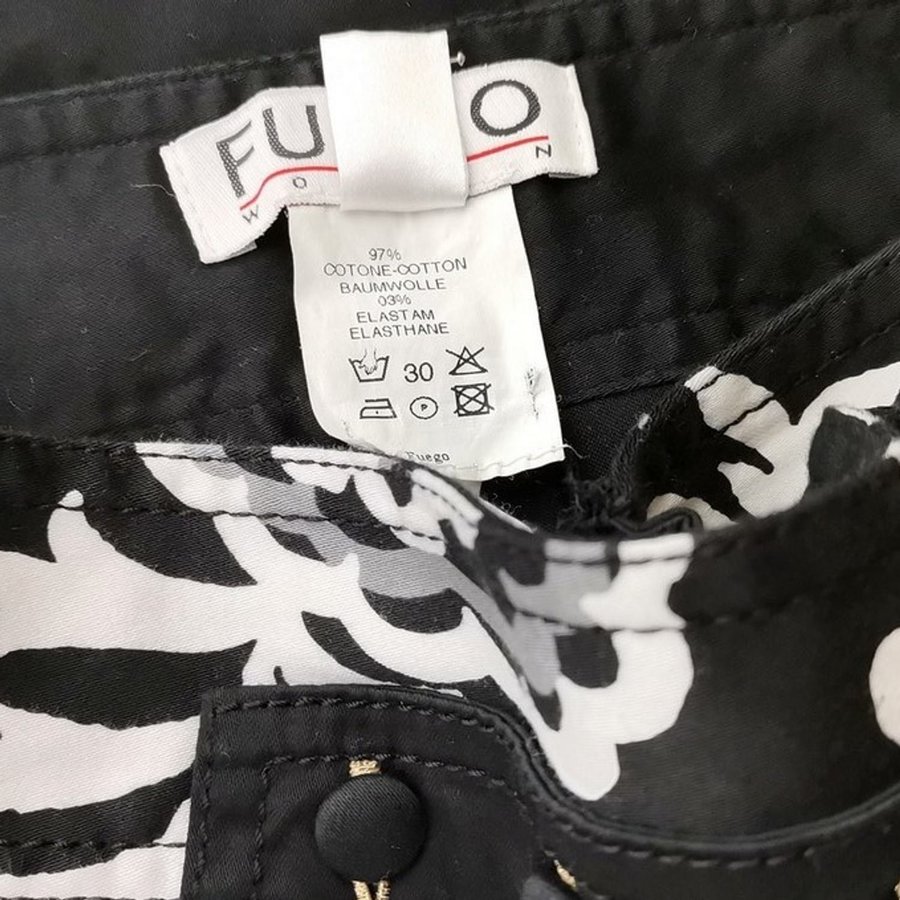 FU O
W O N
97%
COTONE-COTTON
BAUMWOLLE
03%
ELASTAM
ELASTHANE
30
P
Fuego